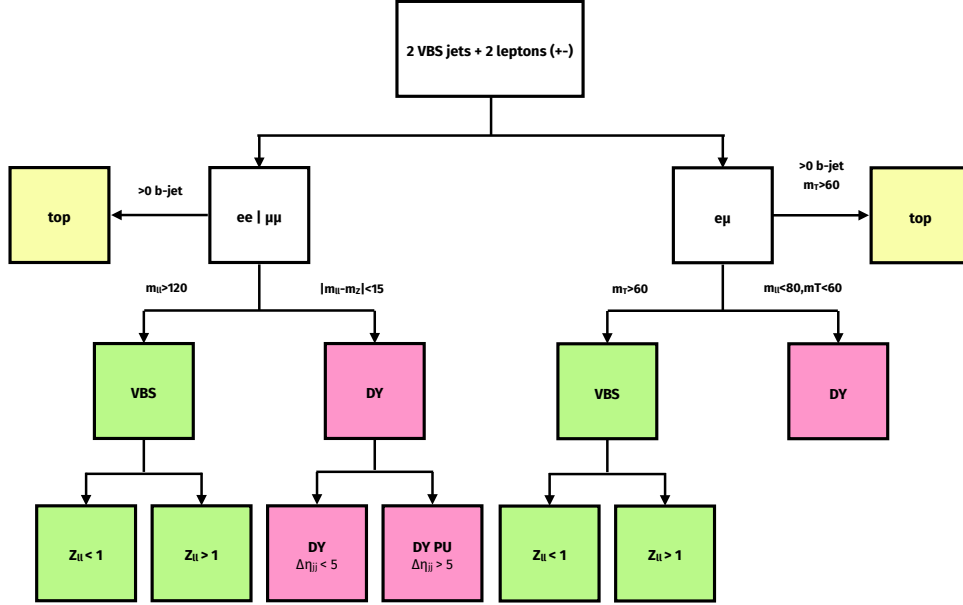 2 VBS jets + 2 leptons (+-)
>0 b-jet
>0 b-jet
mT>60
top
ee | μμ
eμ
top
mll>120
|mll-mZ|<15
mT>60
mll<80,mT<60
VBS
DY
VBS
DY
Zll < 1
Zll > 1
DY
Δηjj < 5
DY PU
Δηjj > 5
Zll < 1
Zll > 1